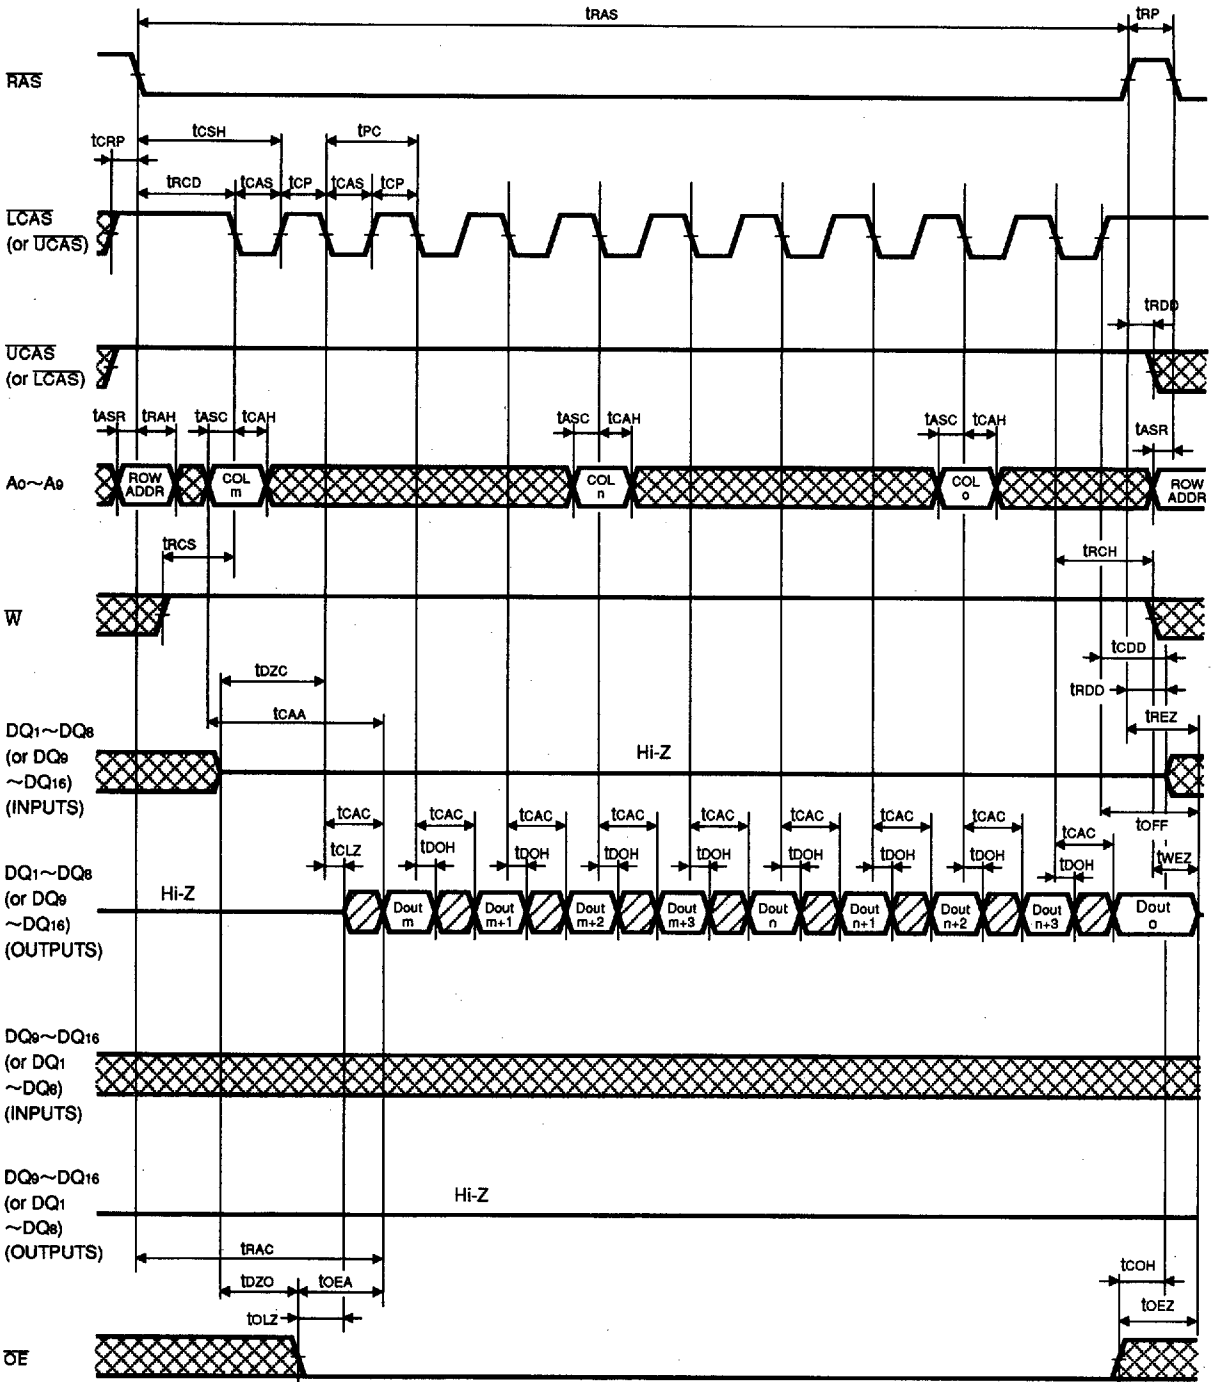 tRAS tRP
RAS
tCSH tPC
tCRP
tRCD tCAS tCP tCAS tCP
LCAS
(or UCAS)
tRDD
UCAS
(or LCAS)
tASR tRAH tASC tCAH tASC tCAH tASC tCAH tASR
A0~A9
ROW ADDR
COL m
COL n
COL o
ROW ADDR
tRCS tRCH
W
tCDD
tDZC
tRDD
tCAA tREZ
DQ1~DQ8
(or DQ9
~DQ16)
(INPUTS)
Hi-Z
tCAC tCAC tCAC tCAC tCAC tCAC tCAC tCAC tCAC tOFF
tCLZ tDOH tDOH tDOH tDOH tDOH tDOH tDOH tDOH tWEZ
DQ1~DQ8
(or DQ9
~DQ16)
(OUTPUTS)
Hi-Z
Dout m
Dout m+1
Dout m+2
Dout m+3
Dout n
Dout n+1
Dout n+2
Dout n+3
Dout o
DQ9~DQ16
(or DQ1
~DQ8)
(INPUTS)
DQ9~DQ16
(or DQ1
~DQ8)
(OUTPUTS)
Hi-Z
tRAC
tCOH
tDZO tOEA
tOEZ
tOLZ
OE